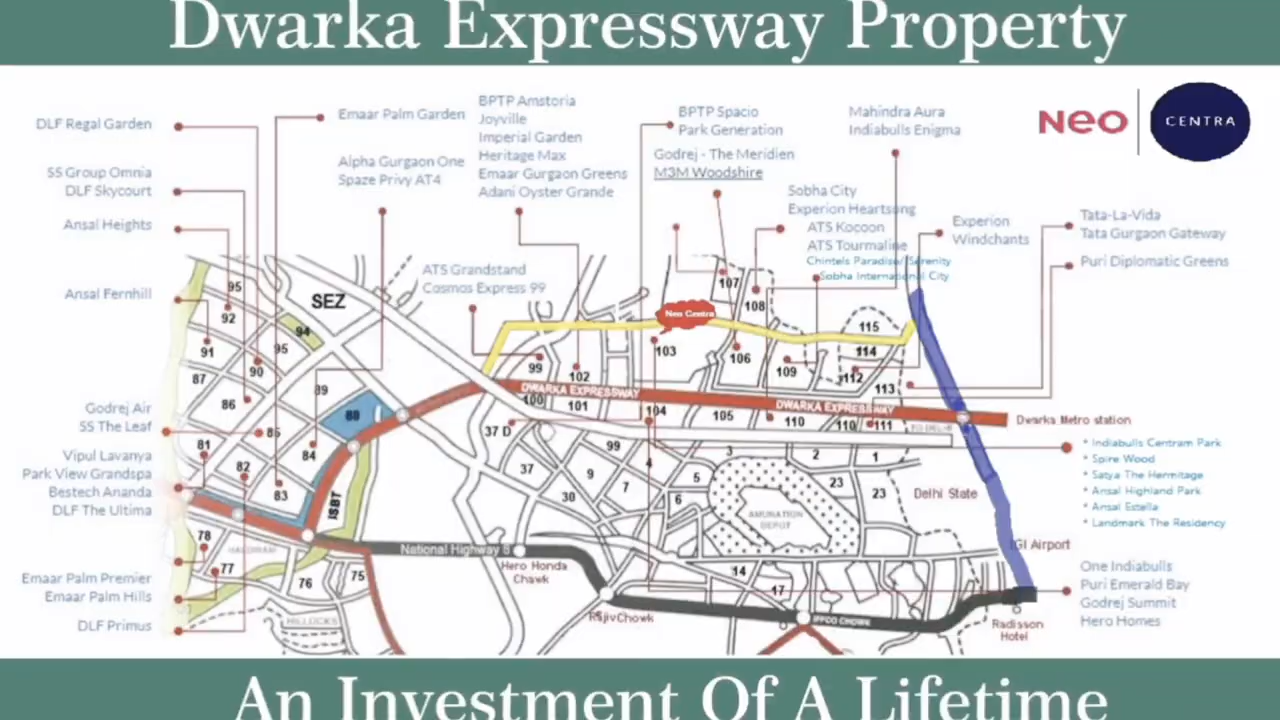 Dwarka Expressway Property
Neo
CENTRA
DLF Regal Garden
SS Group Omnia
DLF Skycourt
Ansal Heights
Ansal Fernhill
Godrej Air
SS The Leaf
Vipul Lavanya
Park View Grandspa
Bestech Ananda
DLF The Ultima
Emaar Palm Premier
Emaar Palm Hills
DLF Primus
Emaar Palm Garden
Alpha Gurgaon One
Spaze Privy AT4
BPTP Amstoria
Joyville
Imperial Garden
Heritage Max
Emaar Gurgaon Greens
Adani Oyster Grande
ATS Grandstand
Cosmos Express 99
BPTP Spacio
Park Generation
Godrej - The Meridien
M3M Woodshire
Mahindra Aura
Indiabulls Enigma
Sobha City
Experion Heartsong
ATS Kocoon
ATS Tourmaline
Chintels Paradiso/Serenity
Sobha International City
Experion
Windchants
Tata-La-Vida
Tata Gurgaon Gateway
Puri Diplomatic Greens
SEZ
95
92
94
95
91
90
87
86
89
88
81
85
84
82
83
ISBT
78
77
76
75
HILLOCKS
Neo Centra
107
108
115
103
106
114
109
112
113
99
102
100
101
104
105
110
110
111
DWARKA EXPRESSWAY
DWARKA EXPRESSWAY
TO DELHI
Dwarka Metro station
37 D
99
37
9
7
30
4
5
6
3
2
1
23
23
14
17
AMUNATION
DEPOT
Delhi State
IGI Airport
National Highway 8
Hero Honda
Chawk
Rajiv Chowk
IFFCO CHOWK
Radisson
Hotel
* Indiabulls Centram Park
* Spire Wood
* Satya The Hermitage
* Ansal Highland Park
* Ansal Estella
* Landmark The Residency
One Indiabulls
Puri Emerald Bay
Godrej Summit
Hero Homes
An Investment Of A Lifetime